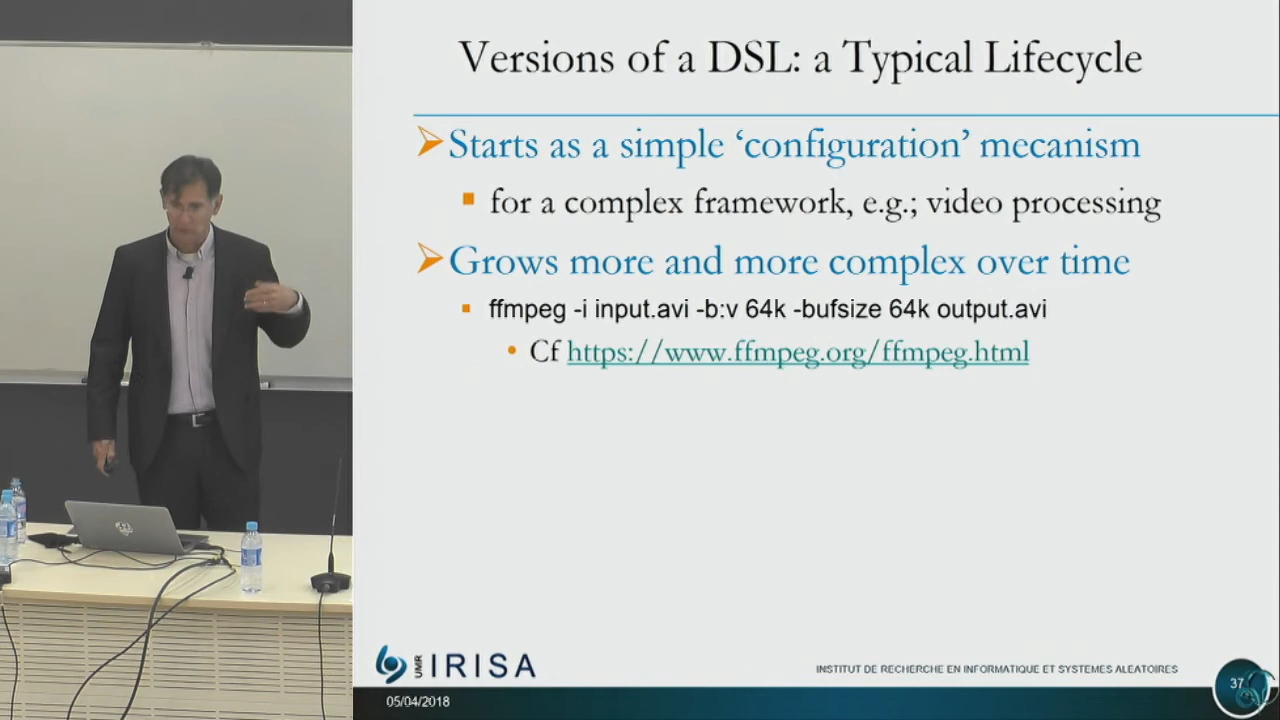 Versions of a DSL: a Typical Lifecycle
Starts as a simple ‘configuration’ mecanism
for a complex framework, e.g.; video processing
Grows more and more complex over time
ffmpeg -i input.avi -b:v 64k -bufsize 64k output.avi
Cf https://www.ffmpeg.org/ffmpeg.html
UMR IRISA
INSTITUT DE RECHERCHE EN INFORMATIQUE ET SYSTEMES ALEATOIRES
05/04/2018
37